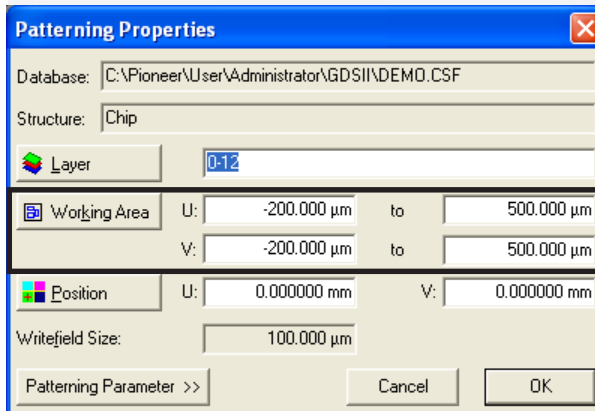 Patterning Properties
Database: C:\Pioneer\User\Administrator\GDSII\DEMO.CSF
Structure: Chip
Layer 0-12
Working Area U: -200.000 µm to 500.000 µm
V: -200.000 µm to 500.000 µm
Position U: 0.000000 mm V: 0.000000 mm
Writefield Size: 100.000 µm
Patterning Parameter >> Cancel OK